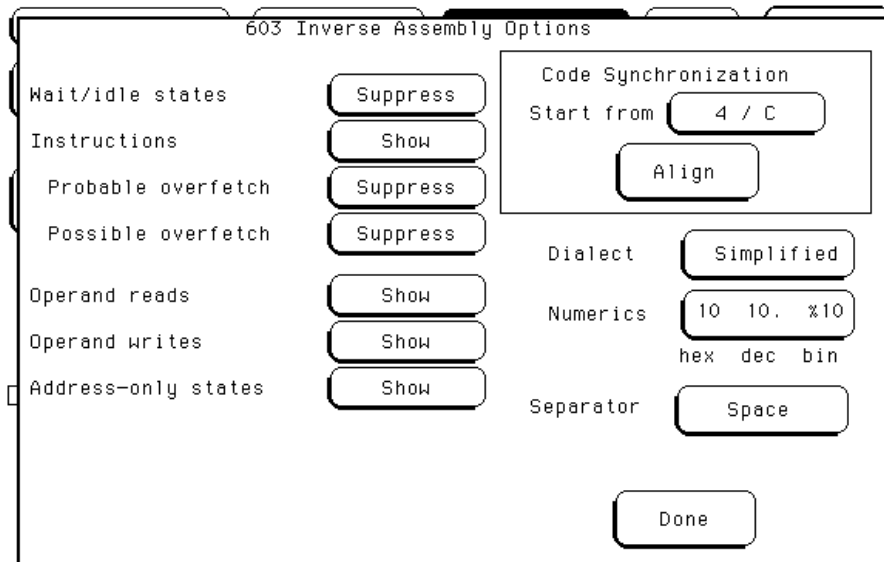 603 Inverse Assembly Options
Wait/idle states Suppress
Instructions Show
Probable overfetch Suppress
Possible overfetch Suppress
Operand reads Show
Operand writes Show
Address-only states Show
Code Synchronization
Start from 4 / C
Align
Dialect Simplified
Numerics 10 10. %10
hex dec bin
Separator Space
Done